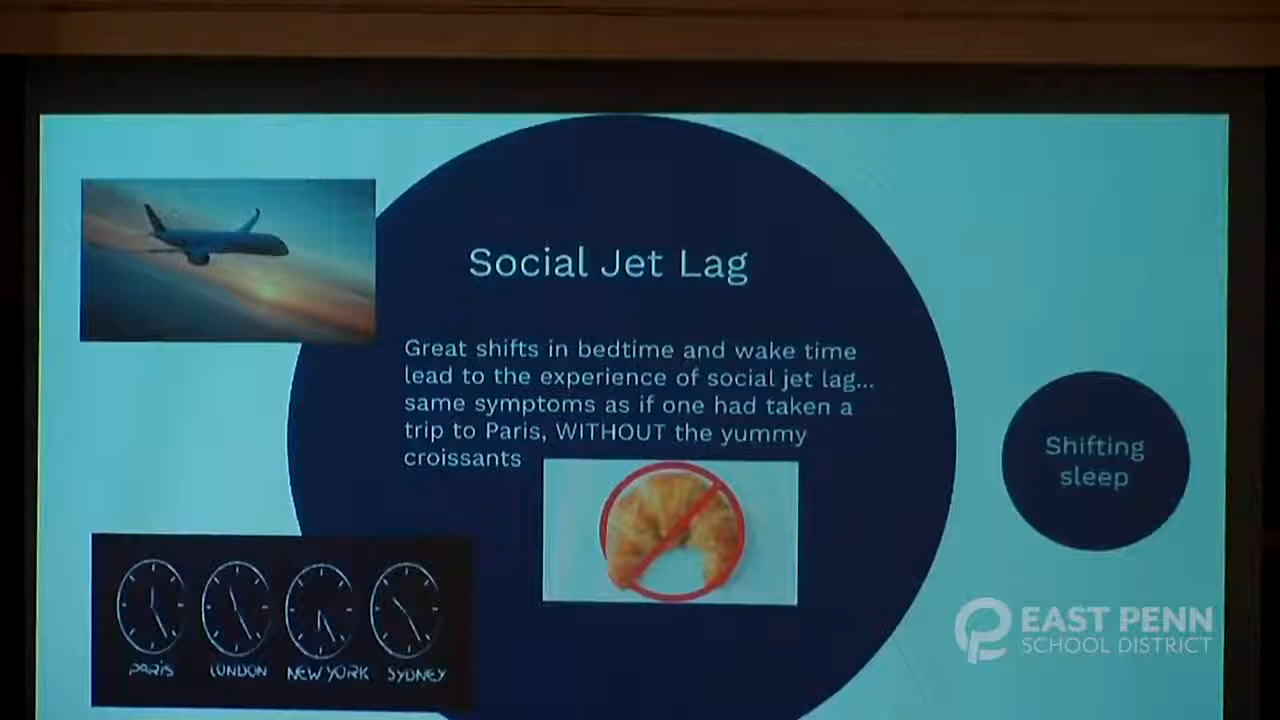 Social Jet Lag
Great shifts in bedtime and wake time
lead to the experience of social jet lag...
same symptoms as if one had taken a
trip to Paris, WITHOUT the yummy
croissants
Shifting
sleep
PARIS
LONDON
NEW YORK
SYDNEY
EAST PENN
SCHOOL DISTRICT